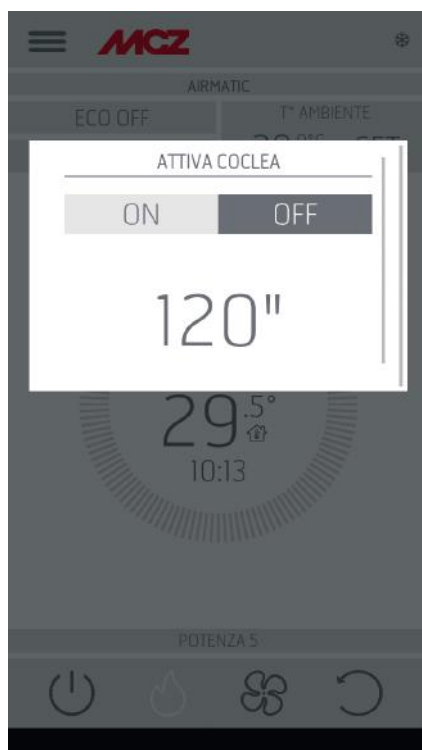 MCZ
AIRMATIC
ECO OFF
T° AMBIENTE
ATTIVA COCLEA
ON OFF
120"
29.5°
10:13
POTENZA 5